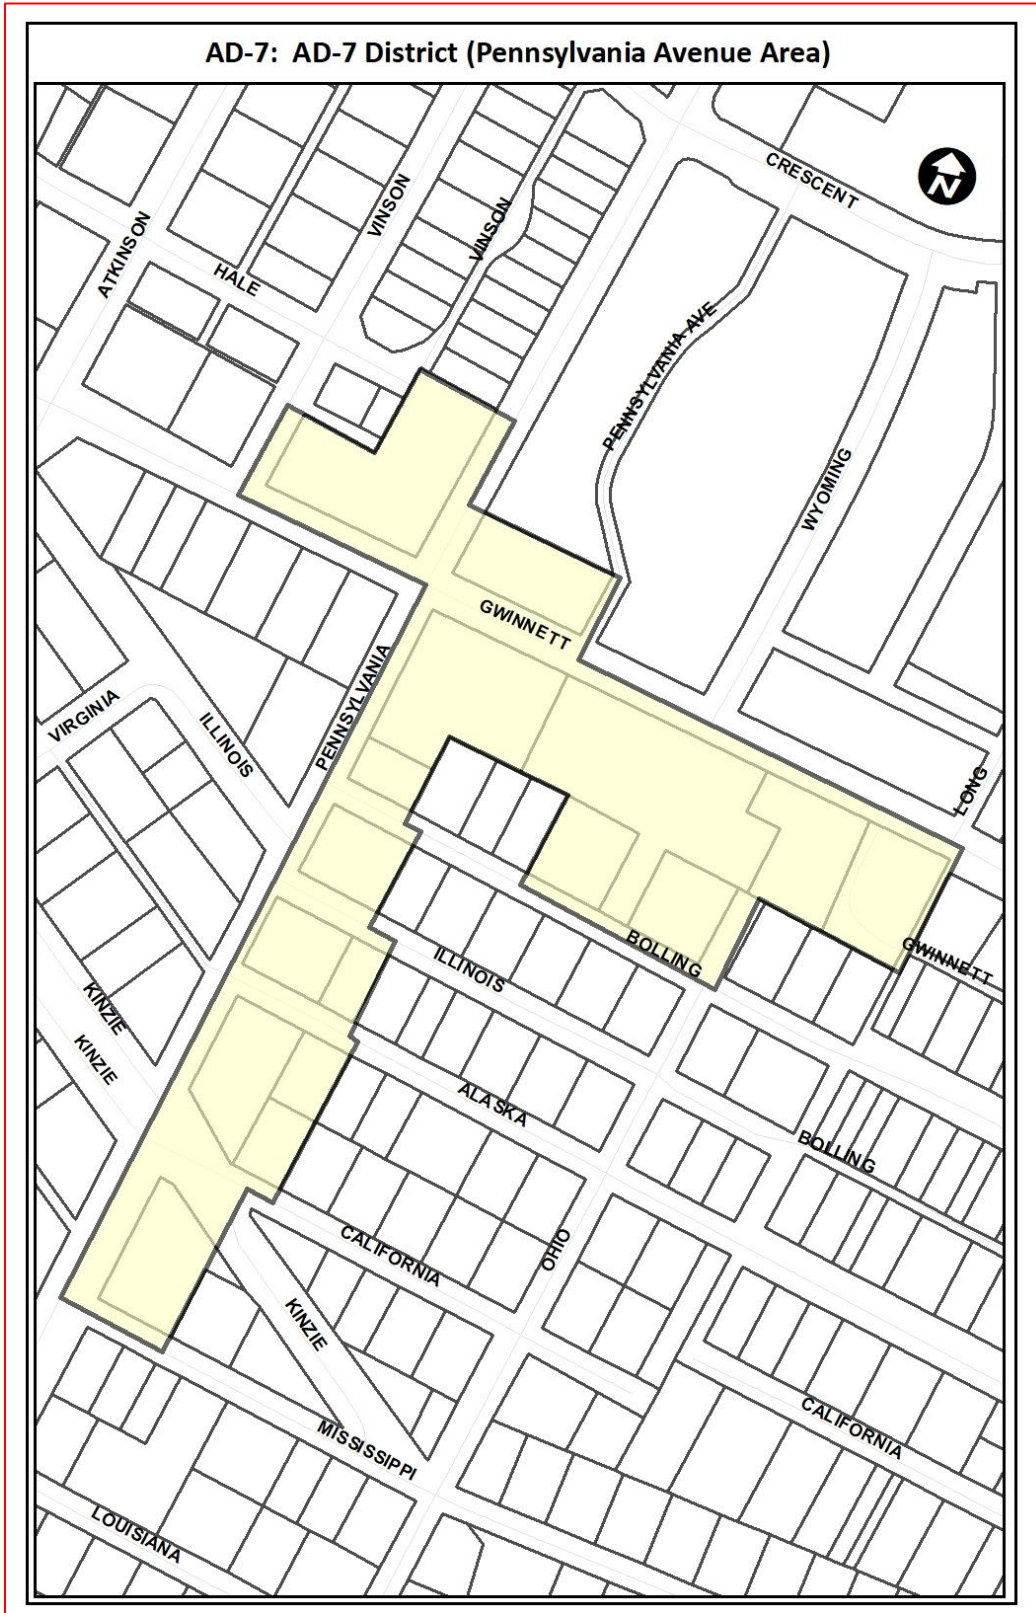 AD-7: AD-7 District (Pennsylvania Avenue Area)
CRESCENT
N
VINSON
VINSON
ATKINSON
HALE
PENNSYLVANIA AVE
WYOMING
GWINNETT
PENNSYLVANIA
VIRGINIA
ILLINOIS
LONG
BOLLING
GWINNETT
ILLINOIS
KINZIE
KINZIE
ALASKA
BOLLING
OHIO
CALIFORNIA
KINZIE
CALIFORNIA
MISSISSIPPI
LOUISIANA